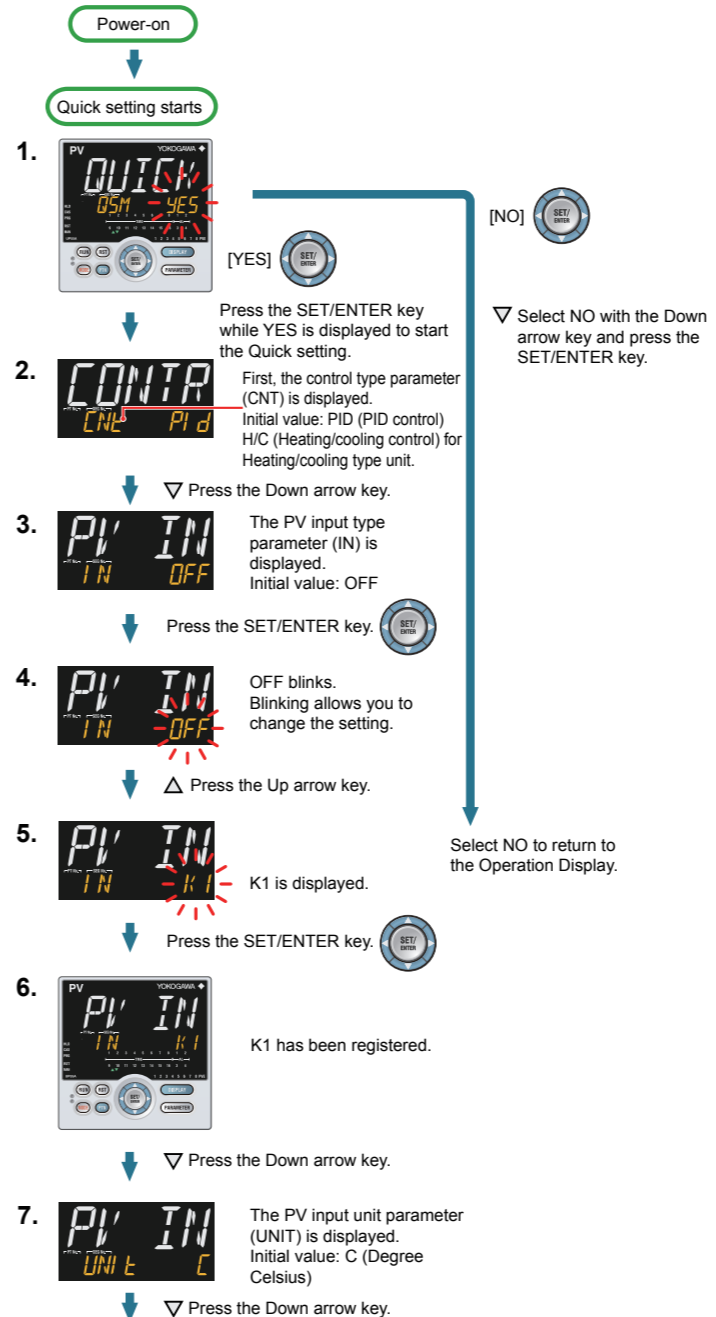 Power-on
Quick setting starts
1.
PV
YOKOGAWA
QUICK
QSM YES
[YES]
SET/
ENTER
[NO]
SET/
ENTER
DISPLAY
PARAMETER
Press the SET/ENTER key
while YES is displayed to start
the Quick setting.
▽ Select NO with the Down
arrow key and press the
SET/ENTER key.
2.
CONTR
CNt PId
First, the control type parameter
(CNT) is displayed.
Initial value: PID (PID control)
H/C (Heating/cooling control) for
Heating/cooling type unit.
▽ Press the Down arrow key.
3.
PV IN
IN OFF
The PV input type
parameter (IN) is
displayed.
Initial value: OFF
Press the SET/ENTER key.
SET/
ENTER
4.
PV IN
IN OFF
OFF blinks.
Blinking allows you to
change the setting.
△ Press the Up arrow key.
5.
PV IN
IN K1
K1 is displayed.
Select NO to return to
the Operation Display.
Press the SET/ENTER key.
SET/
ENTER
6.
PV
YOKOGAWA
PV IN
IN K1
DISPLAY
PARAMETER
K1 has been registered.
▽ Press the Down arrow key.
7.
PV IN
UNIt C
The PV input unit parameter
(UNIT) is displayed.
Initial value: C (Degree
Celsius)
▽ Press the Down arrow key.